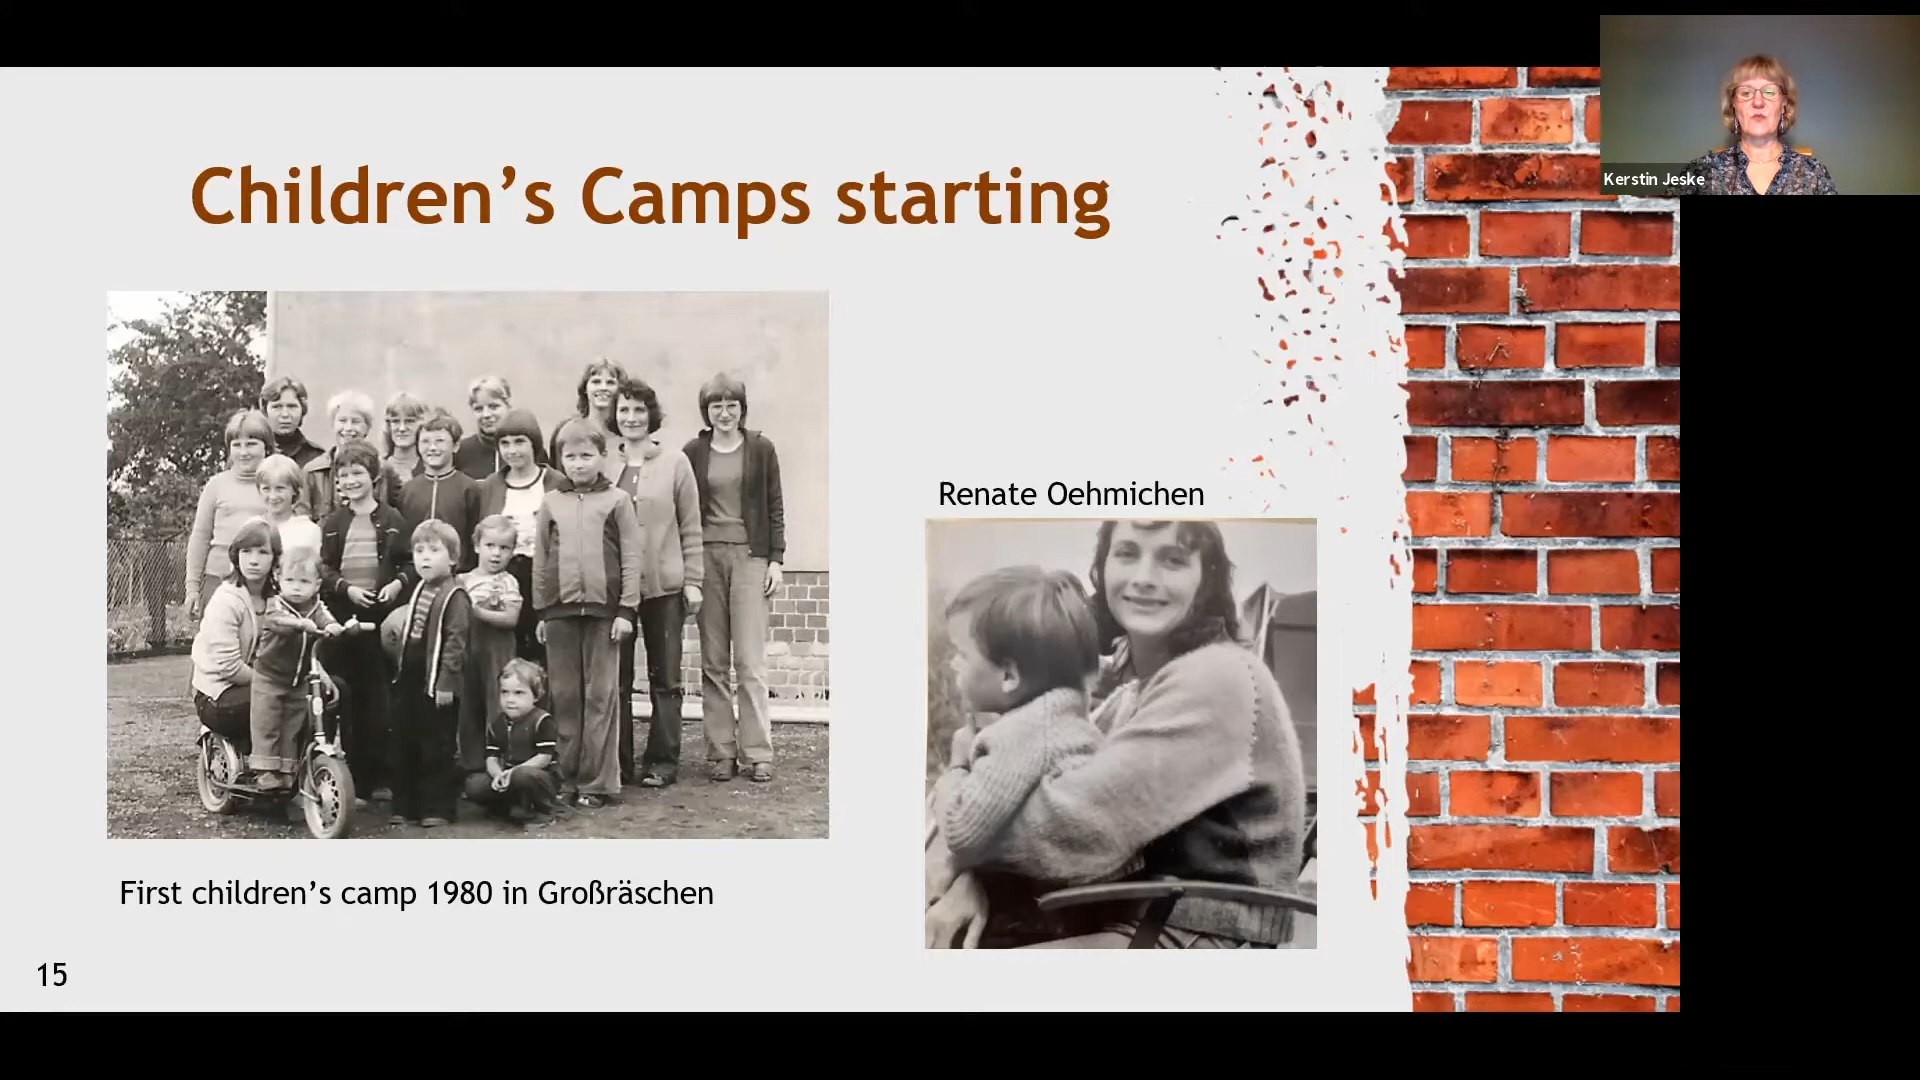 Kerstin Jeske
Children’s Camps starting
Renate Oehmichen
First children’s camp 1980 in Großräschen
15